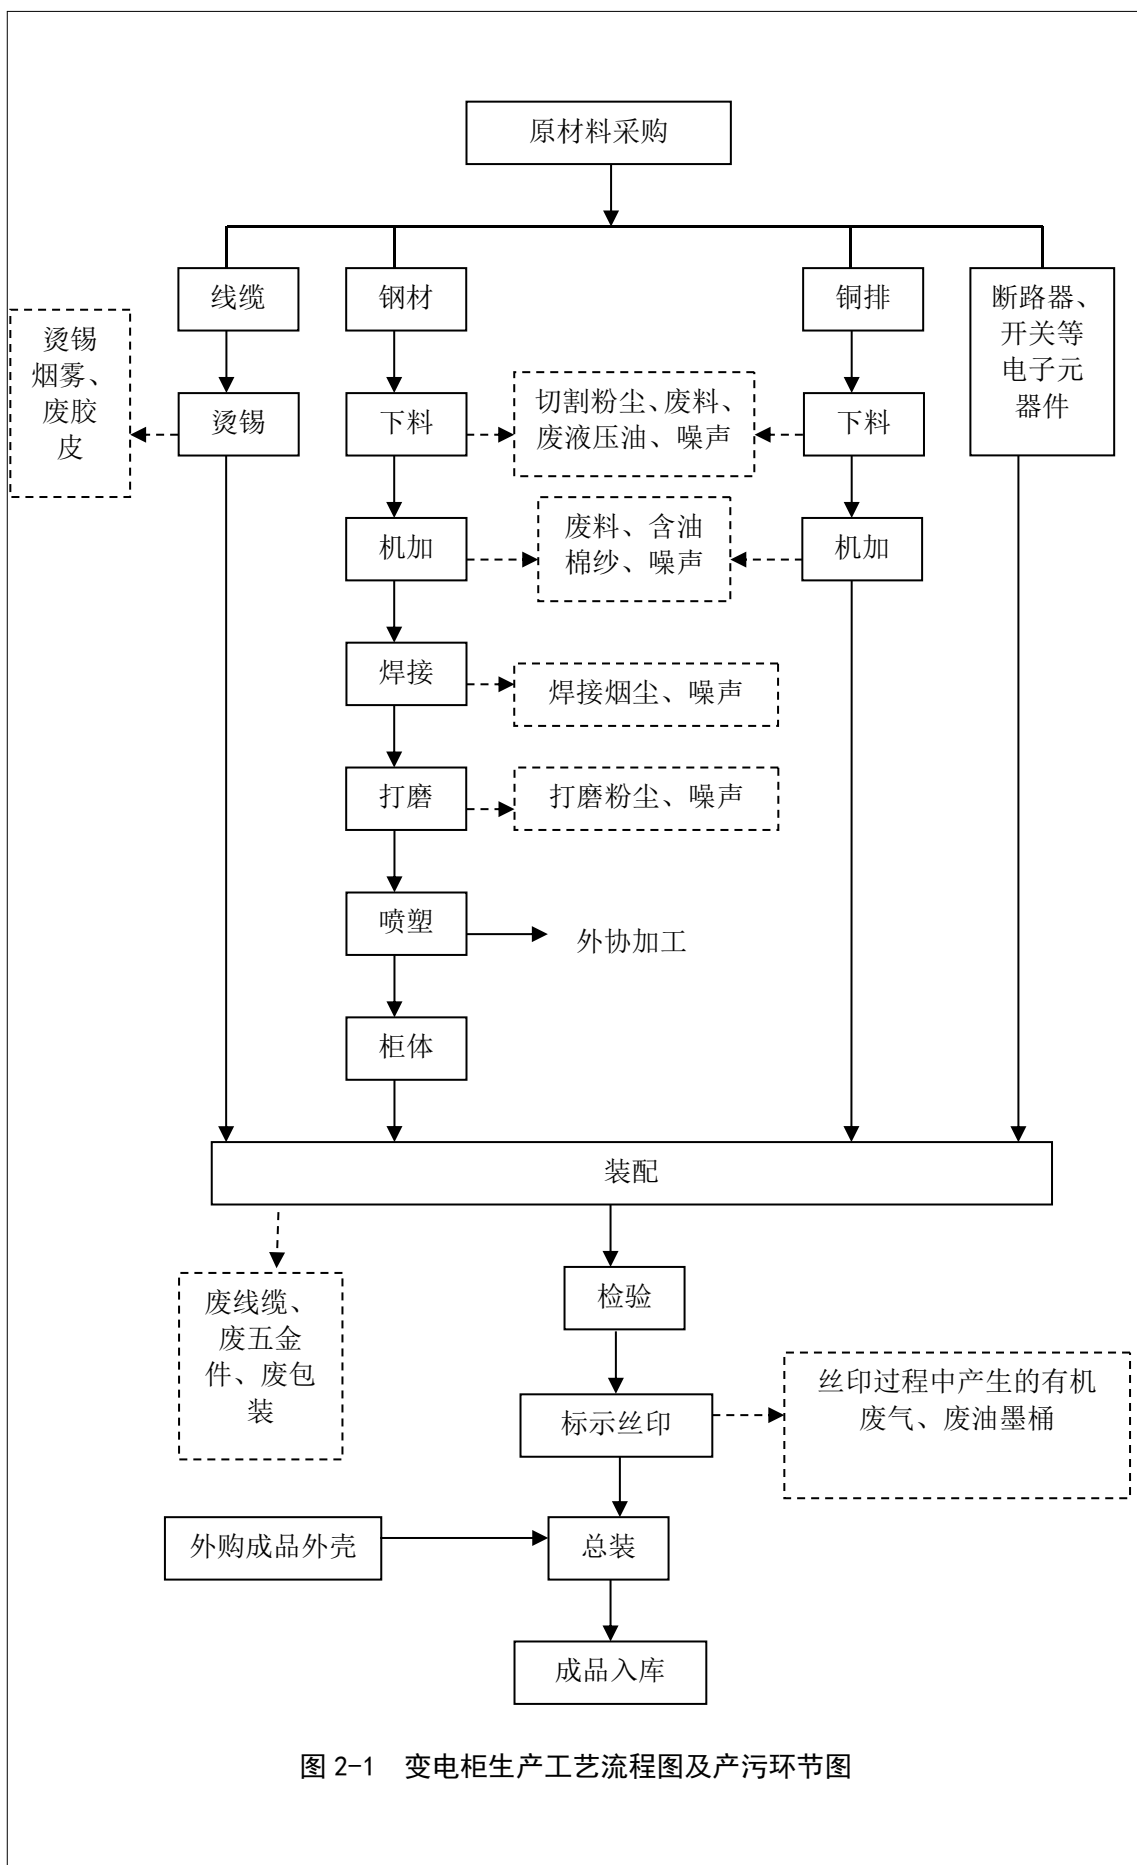 原材料采购
线缆
钢材
铜排
断路器、
开关等
电子元
器件
烫锡
烟雾、
废胶
皮
烫锡
下料
切割粉尘、废料、
废液压油、噪声
下料
机加
废料、含油
棉纱、噪声
机加
焊接
焊接烟尘、噪声
打磨
打磨粉尘、噪声
喷塑
外协加工
柜体
装配
废线缆、
废五金
件、废包
装
检验
标示丝印
丝印过程中产生的有机
废气、废油墨桶
外购成品外壳
总装
成品入库
图 2-1 变电柜生产工艺流程图及产污环节图